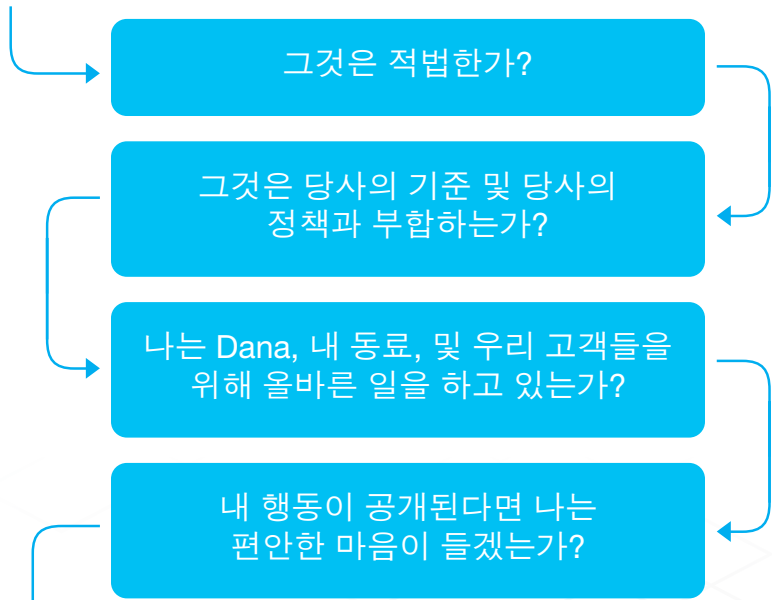 그것은 적법한가?
그것은 당사의 기준 및 당사의
정책과 부합하는가?
나는 Dana, 내 동료, 및 우리 고객들을
위해 올바른 일을 하고 있는가?
내 행동이 공개된다면 나는
편안한 마음이 들겠는가?